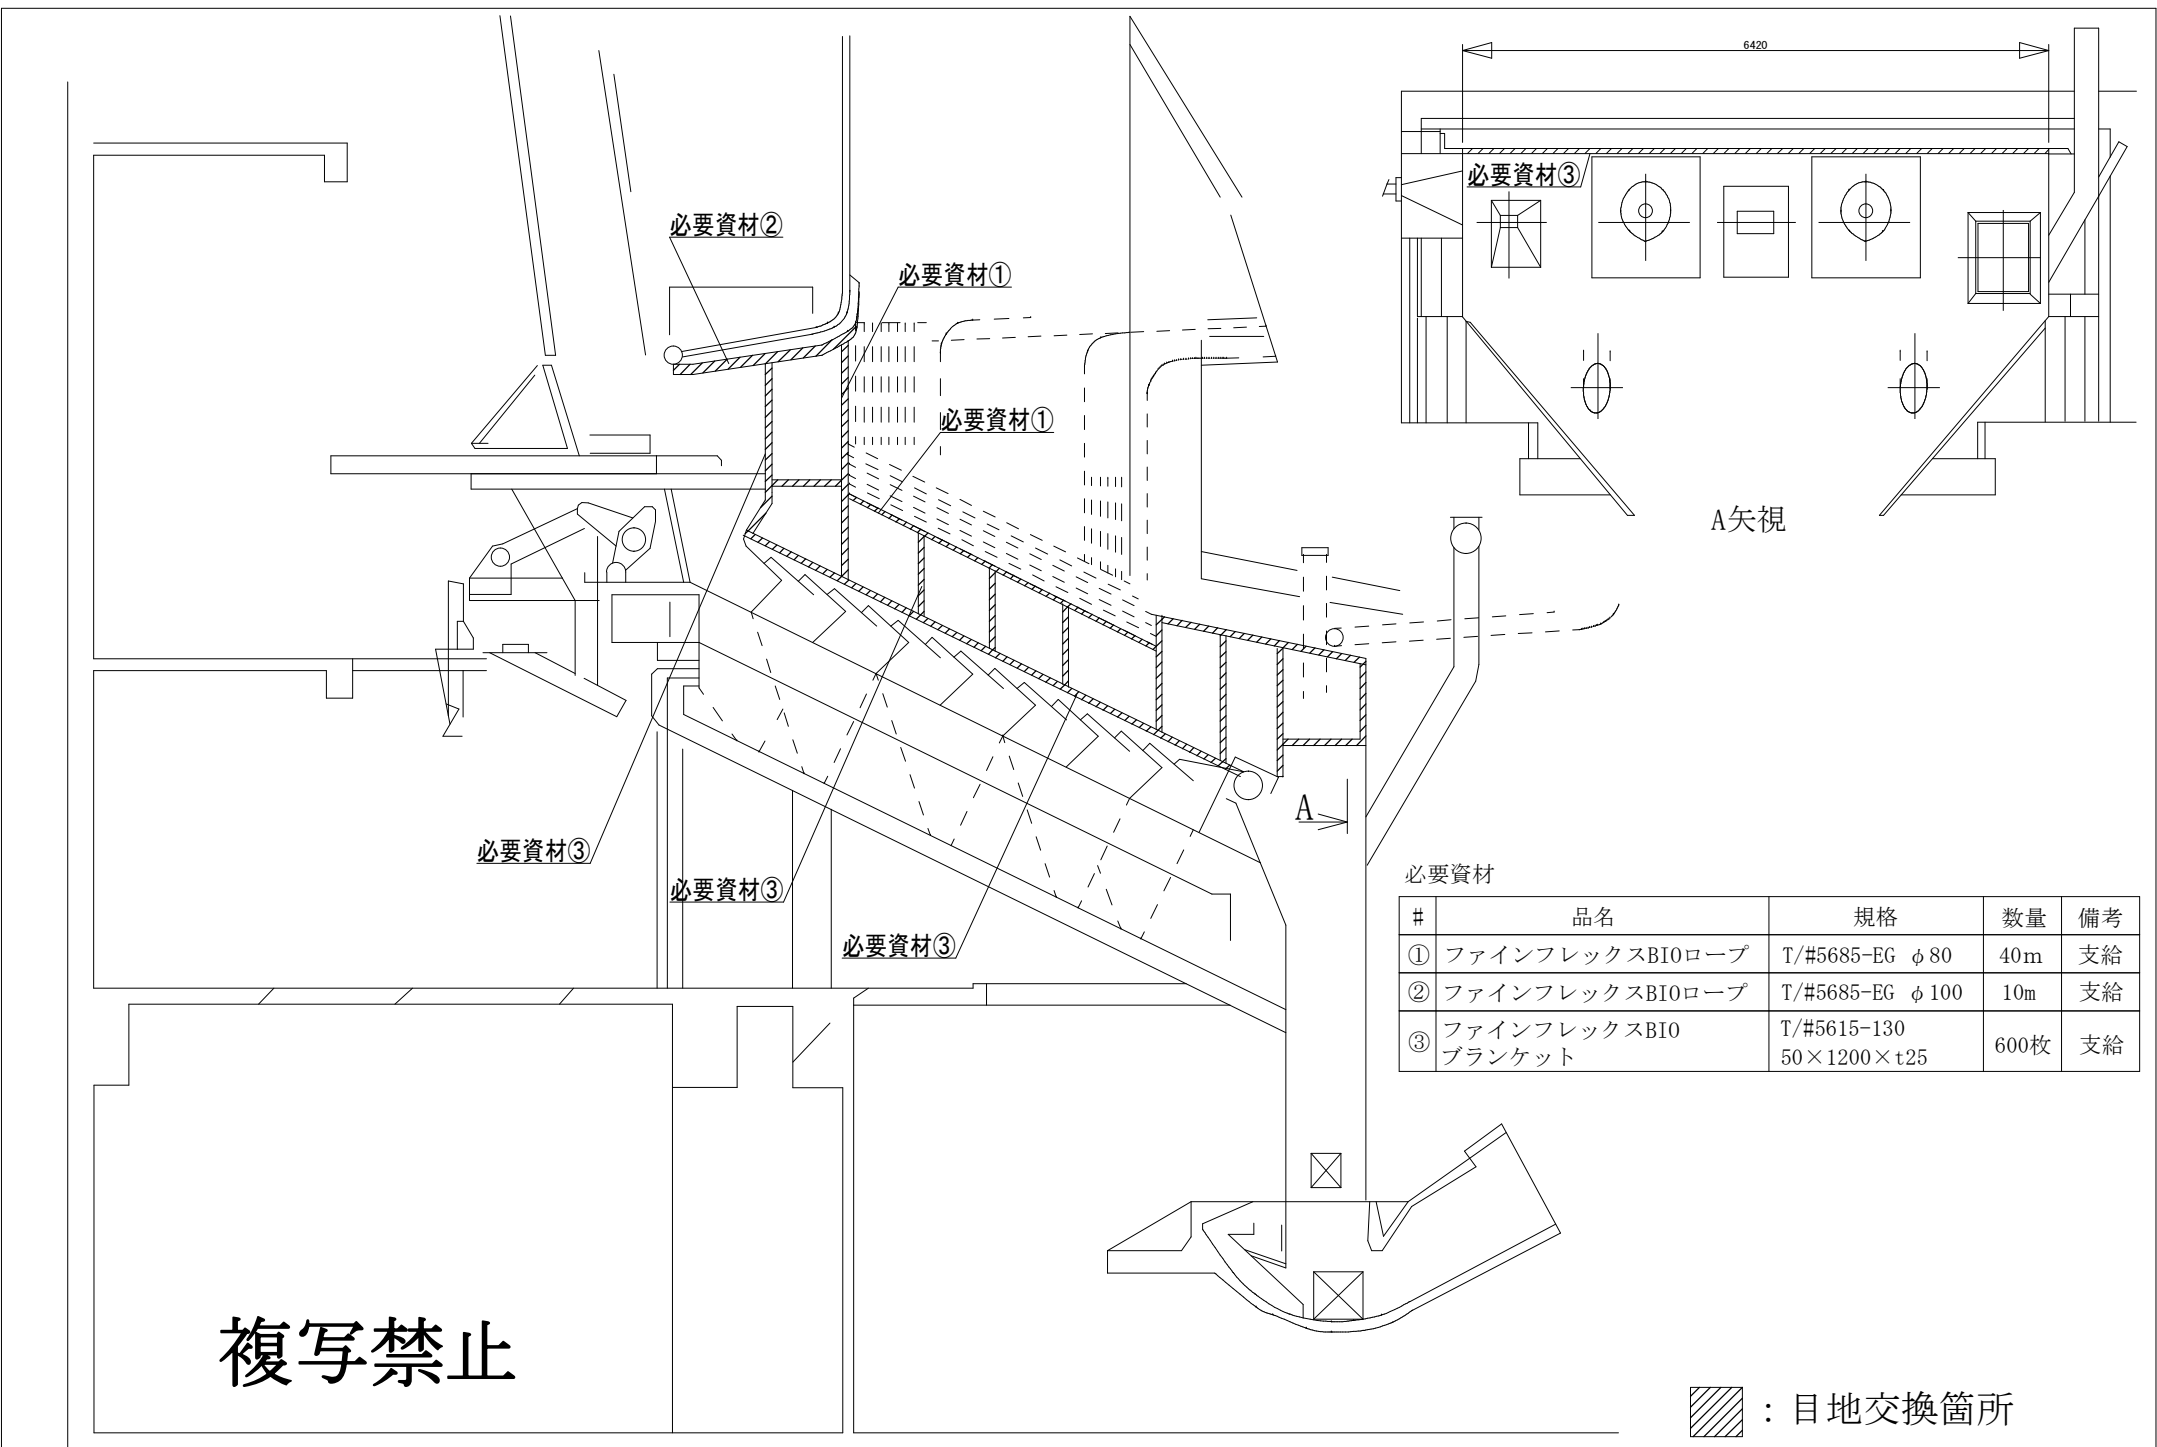 6420
必要資材③
必要資材②
必要資材①
必要資材①
A矢視
A
必要資材③
必要資材③
必要資材③
必要資材
# 品名 規格 数量 備考
① ファインフレックスBIOロープ T/#5685-EG φ80 40m 支給
② ファインフレックスBIOロープ T/#5685-EG φ100 10m 支給
③ ファインフレックスBIO
ブランケット T/#5615-130
50×1200×t25 600枚 支給
複写禁止
：目地交換箇所